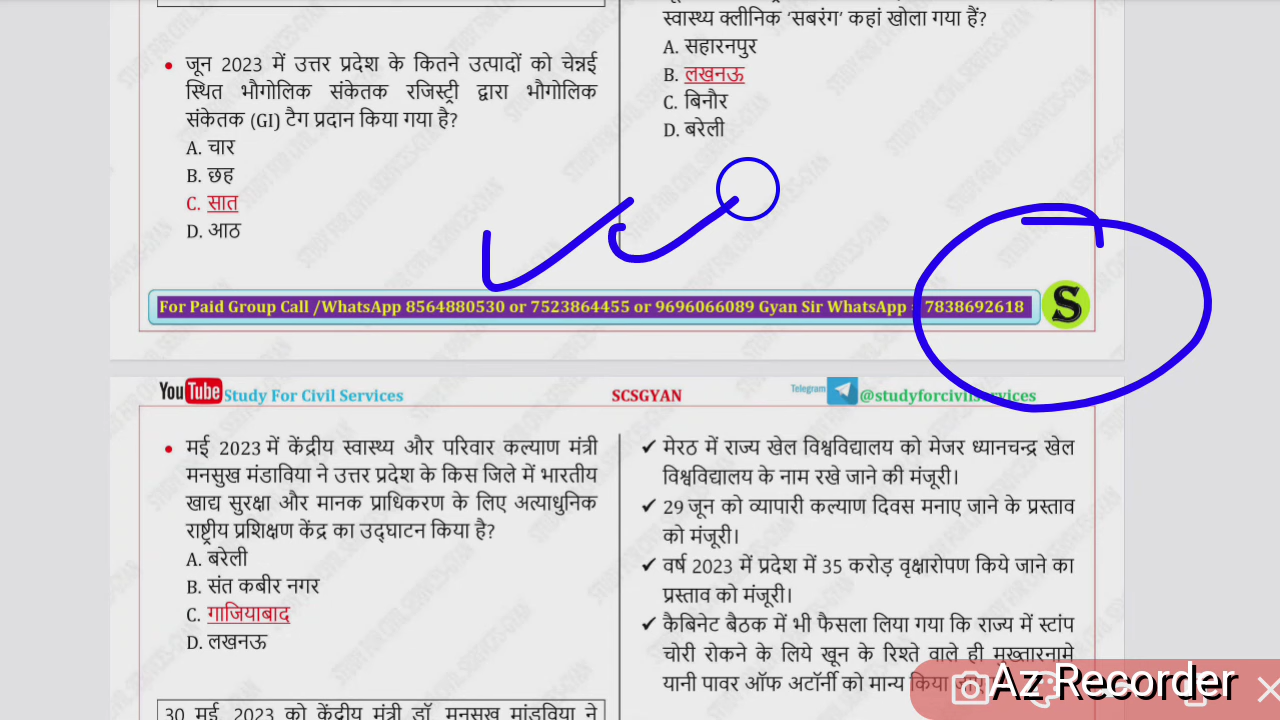 जून 2023 में उत्तर प्रदेश के कितने उत्पादों को चेन्नई
स्थित भौगोलिक संकेतक रजिस्ट्री द्वारा भौगोलिक
संकेतक (GI) टैग प्रदान किया गया है?
A. चार
B. छह
C. सात
D. आठ
स्वास्थ्य क्लीनिक ‘सबरंग’ कहां खोला गया हैं?
A. सहारनपुर
B. लखनऊ
C. बिनौर
D. बरेली
For Paid Group Call /WhatsApp 8564880530 or 7523864455 or 9696066089 Gyan Sir WhatsApp : 7838692618
S
YouTube Study For Civil Services
SCSGYAN
Telegram @studyforcivilservices
मई 2023 में केंद्रीय स्वास्थ्य और परिवार कल्याण मंत्री
मनसुख मंडाविया ने उत्तर प्रदेश के किस जिले में भारतीय
खाद्य सुरक्षा और मानक प्राधिकरण के लिए अत्याधुनिक
राष्ट्रीय प्रशिक्षण केंद्र का उद्घाटन किया है?
A. बरेली
B. संत कबीर नगर
C. गाजियाबाद
D. लखनऊ
30 मई, 2023 को केंद्रीय मंत्री डॉ. मनसुख मांडविया ने
✓ मेरठ में राज्य खेल विश्वविद्यालय को मेजर ध्यानचन्द्र खेल
विश्वविद्यालय के नाम रखे जाने की मंजूरी।
✓ 29 जून को व्यापारी कल्याण दिवस मनाए जाने के प्रस्ताव
को मंजूरी।
✓ वर्ष 2023 में प्रदेश में 35 करोड़ वृक्षारोपण किये जाने का
प्रस्ताव को मंजूरी।
✓ कैबिनेट बैठक में भी फैसला लिया गया कि राज्य में स्टांप
चोरी रोकने के लिये खून के रिश्ते वाले ही मुख्तारनामे
यानी पावर ऑफ अटॉर्नी को मान्य किया
Az Recorder